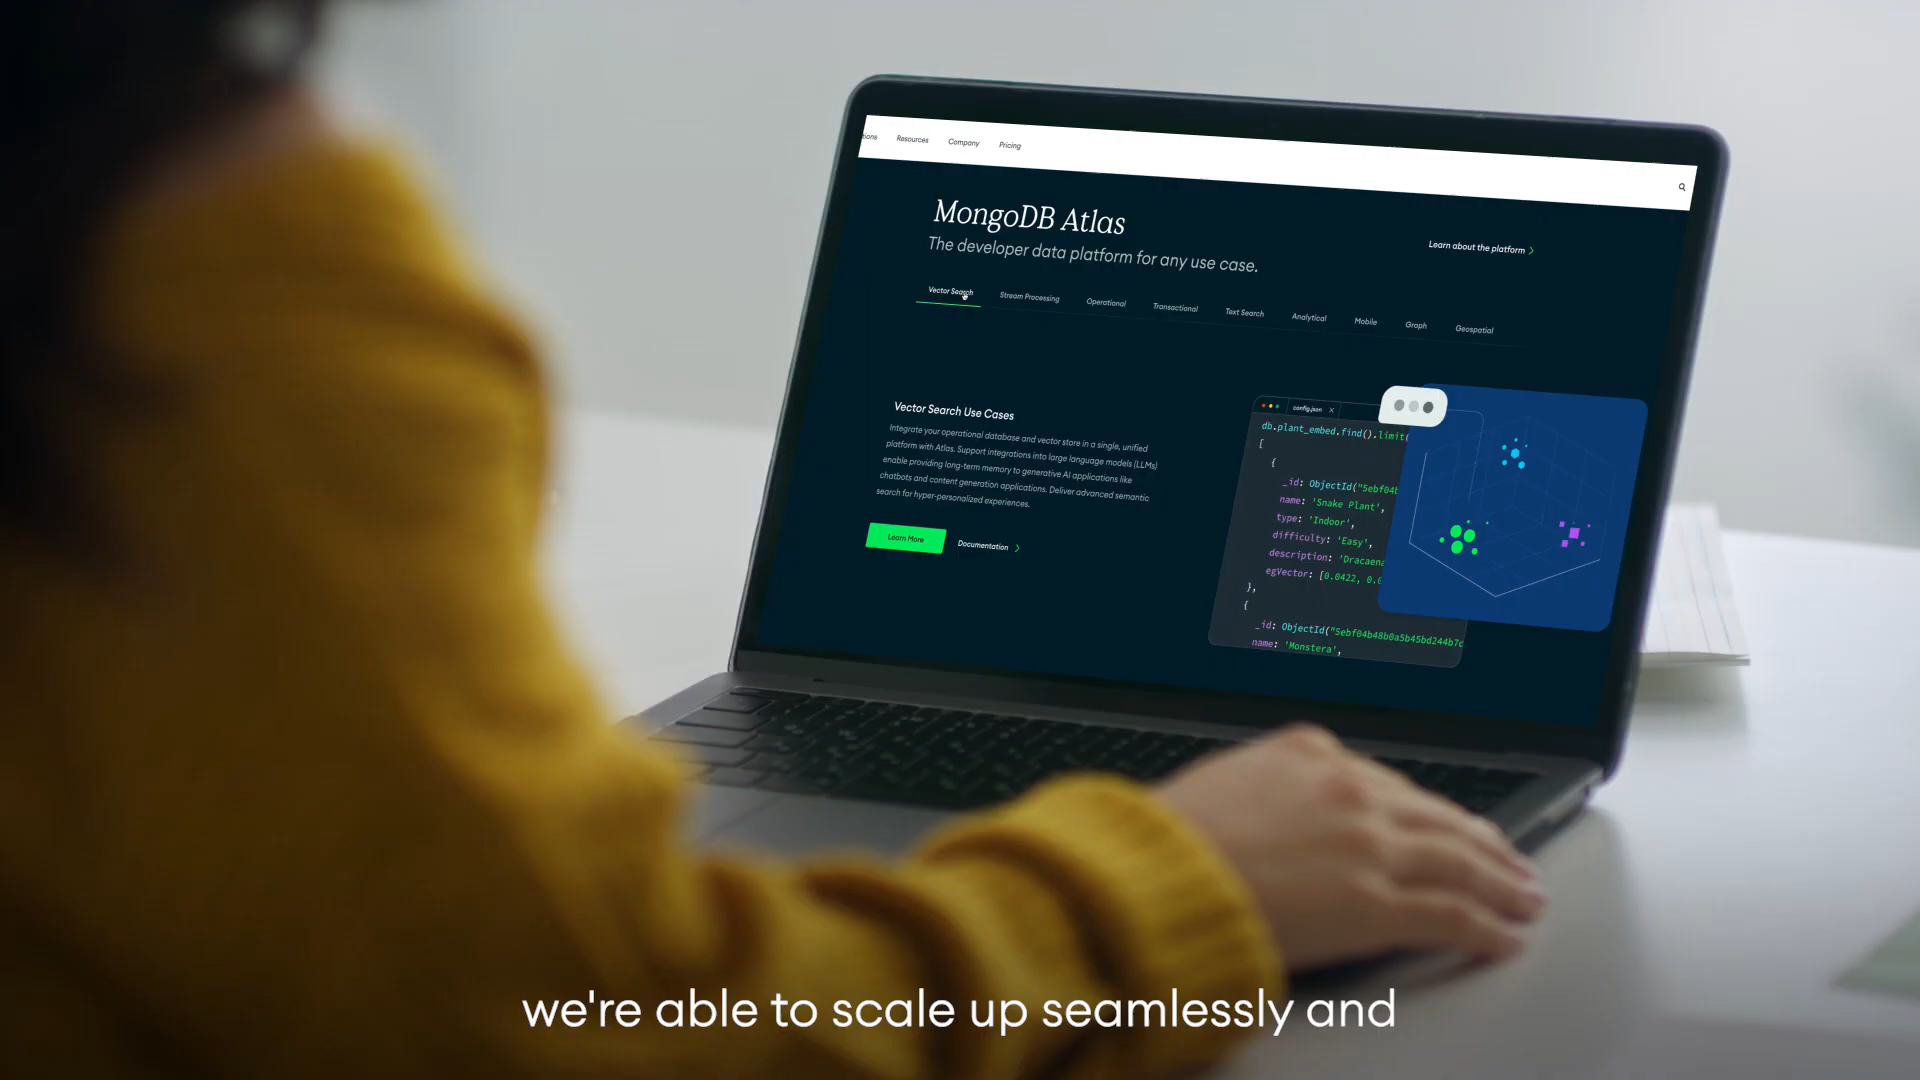 Resources Company Pricing
MongoDB Atlas
The developer data platform for any use case.
Learn about the platform
Vector Search Stream Processing Operational Transactional Text Search Analytical Mobile Graph Geospatial
Vector Search Use Cases
Integrate your operational database and vector store in a single, unified
platform with Atlas. Support integrations into large language models (LLMs)
enable providing long-term memory to generative AI applications like
chatbots and content generation applications. Deliver advanced semantic
search for hyper-personalized experiences.
Learn More Documentation
config.json
db.plant_embed.find().limit(
[
{
_id: ObjectId("5ebf04b
name: 'Snake Plant',
type: 'Indoor',
difficulty: 'Easy',
description: 'Dracaena
egVector: [0.0422, 0.0
},
{
_id: ObjectId("5ebf04b48b0a5b45bd244b7c
name: 'Monstera',
we're able to scale up seamlessly and